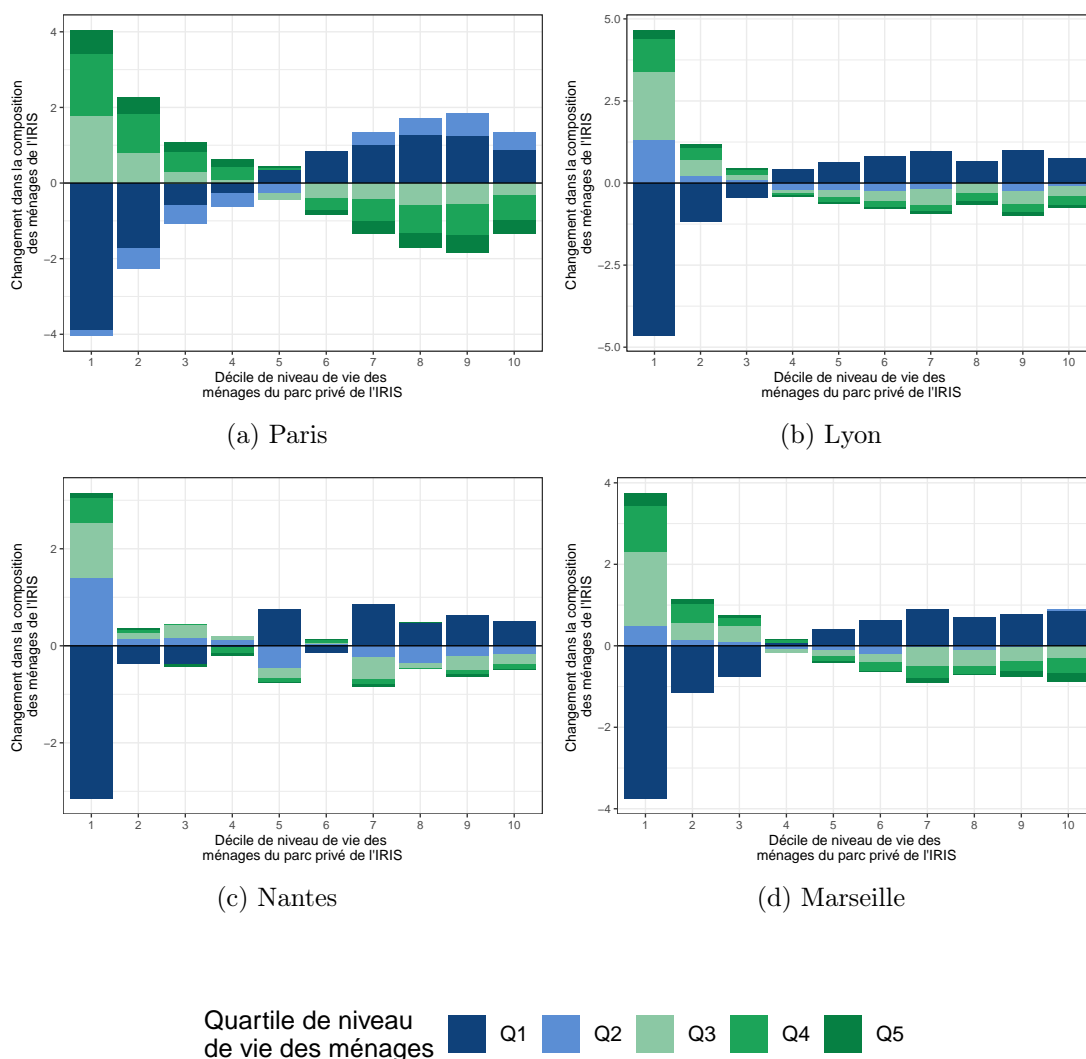 Changement dans la composition
des ménages de l'IRIS
4
2
0
−2
−4
1 2 3 4 5 6 7 8 9 10
Décile de niveau de vie des
ménages du parc privé de l'IRIS
(a) Paris
Changement dans la composition
des ménages de l'IRIS
5.0
2.5
0.0
−2.5
−5.0
1 2 3 4 5 6 7 8 9 10
Décile de niveau de vie des
ménages du parc privé de l'IRIS
(b) Lyon
Changement dans la composition
des ménages de l'IRIS
2
0
−2
1 2 3 4 5 6 7 8 9 10
Décile de niveau de vie des
ménages du parc privé de l'IRIS
(c) Nantes
Changement dans la composition
des ménages de l'IRIS
4
2
0
−2
−4
1 2 3 4 5 6 7 8 9 10
Décile de niveau de vie des
ménages du parc privé de l'IRIS
(d) Marseille
Quartile de niveau
de vie des ménages
Q1 Q2 Q3 Q4 Q5